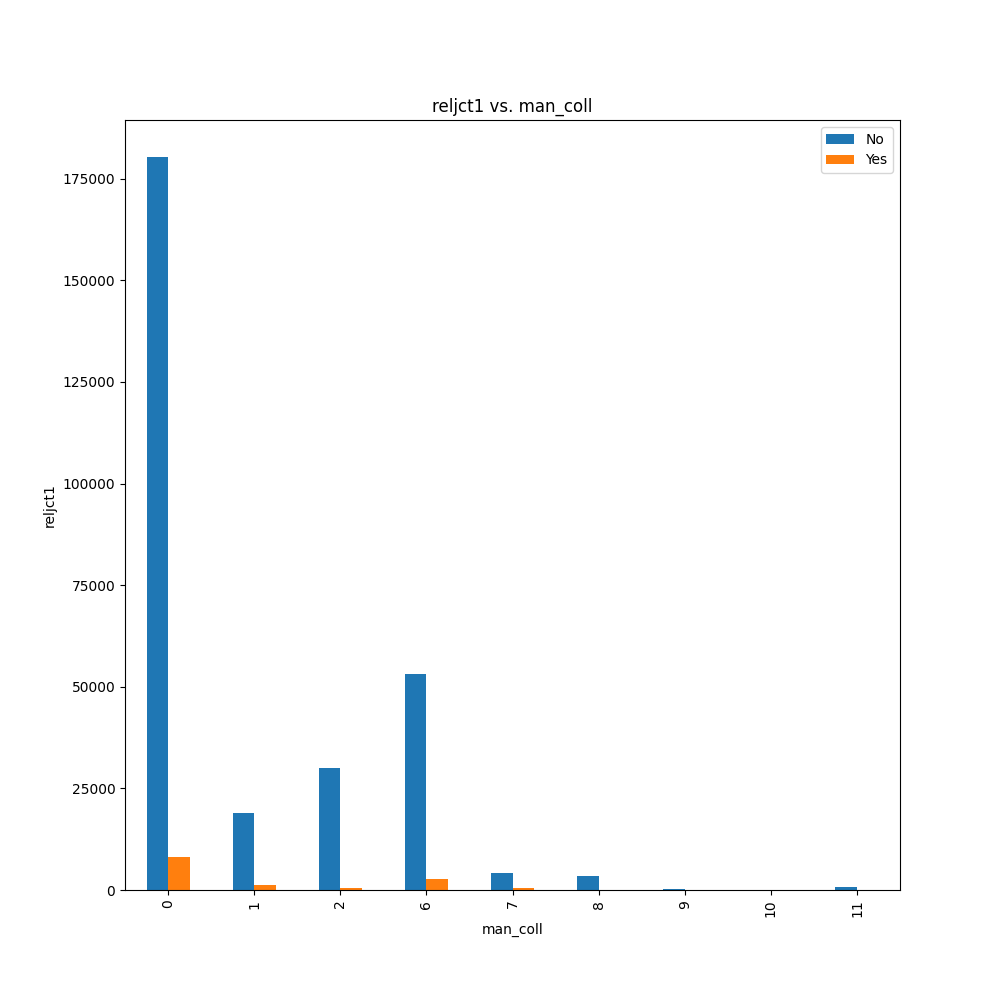 reljct1 vs. man_coll
No
Yes
175000
150000
125000
100000
75000
50000
25000
0
reljct1
0 1 2 6 7 8 9 10 11
man_coll